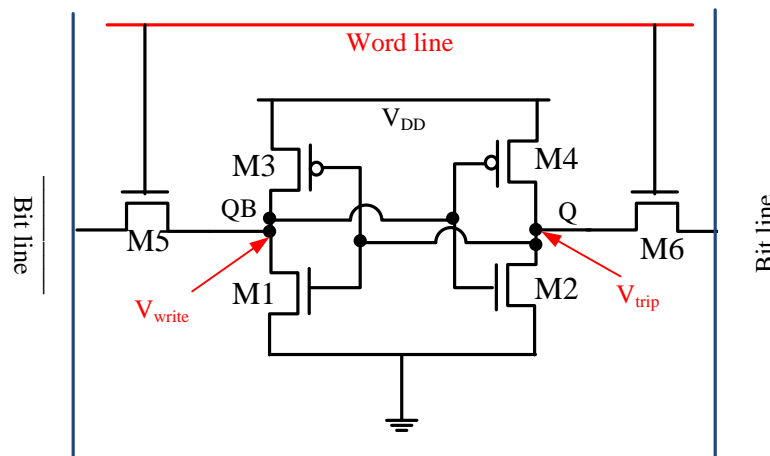 Word line
V_DD
M3
M4
QB
Q
Bit line
M5
M6
Bit line
M1
M2
V_write
V_trip